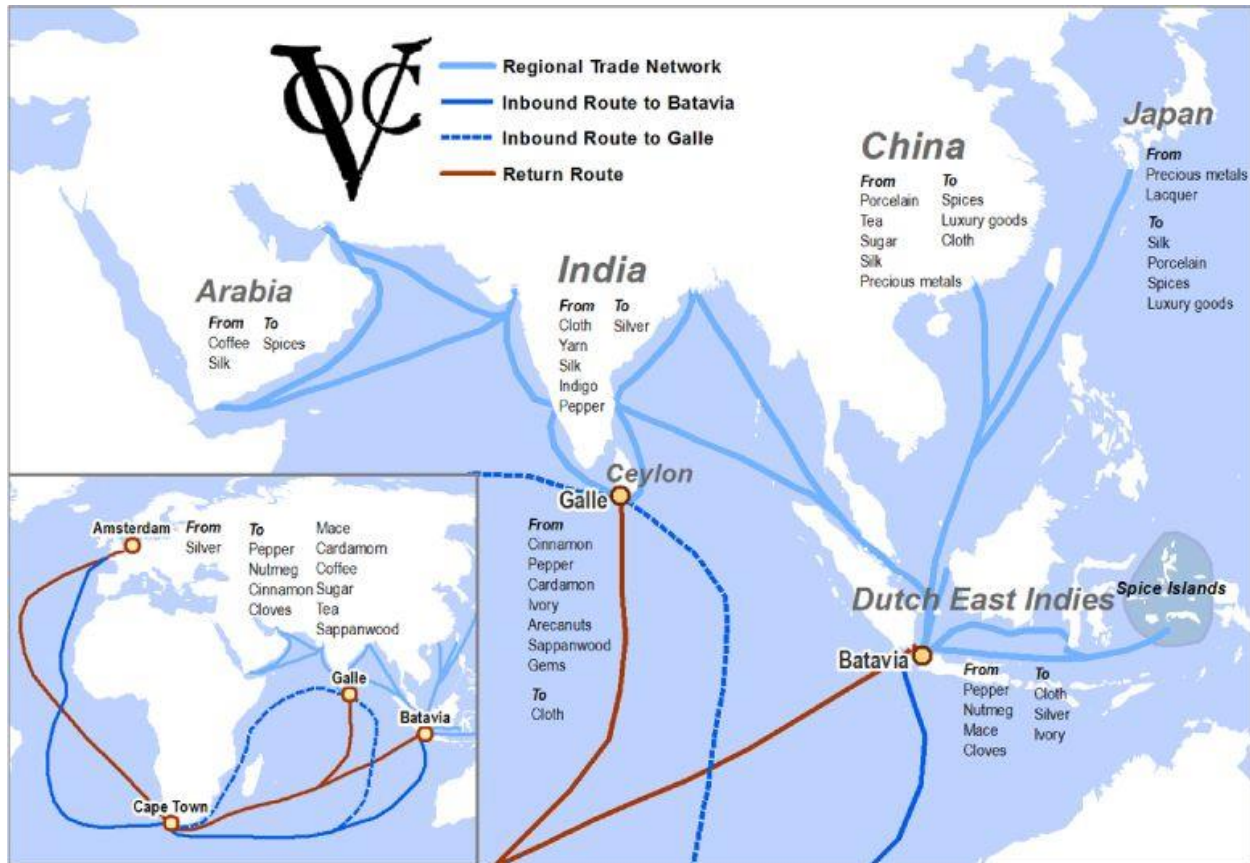 VOC
Regional Trade Network
Inbound Route to Batavia
Inbound Route to Galle
Return Route
Japan
From
Precious metals
Lacquer
To
Silk
Porcelain
Spices
Luxury goods
China
From
Porcelain
Tea
Sugar
Silk
Precious metals
To
Spices
Luxury goods
Cloth
India
From
Cloth
Yarn
Silk
Indigo
Pepper
To
Silver
Arabia
From
Coffee
Silk
To
Spices
Ceylon
Galle
From
Cinnamon
Pepper
Cardamon
Ivory
Arecanuts
Sappanwood
Gems
To
Cloth
Spice Islands
Dutch East Indies
Batavia
From
Pepper
Nutmeg
Mace
Cloves
To
Cloth
Silver
Ivory
Amsterdam
From
Silver
To
Pepper
Nutmeg
Cinnamon
Cloves
Mace
Cardamom
Coffee
Sugar
Tea
Sappanwood
Galle
Batavia
Cape Town